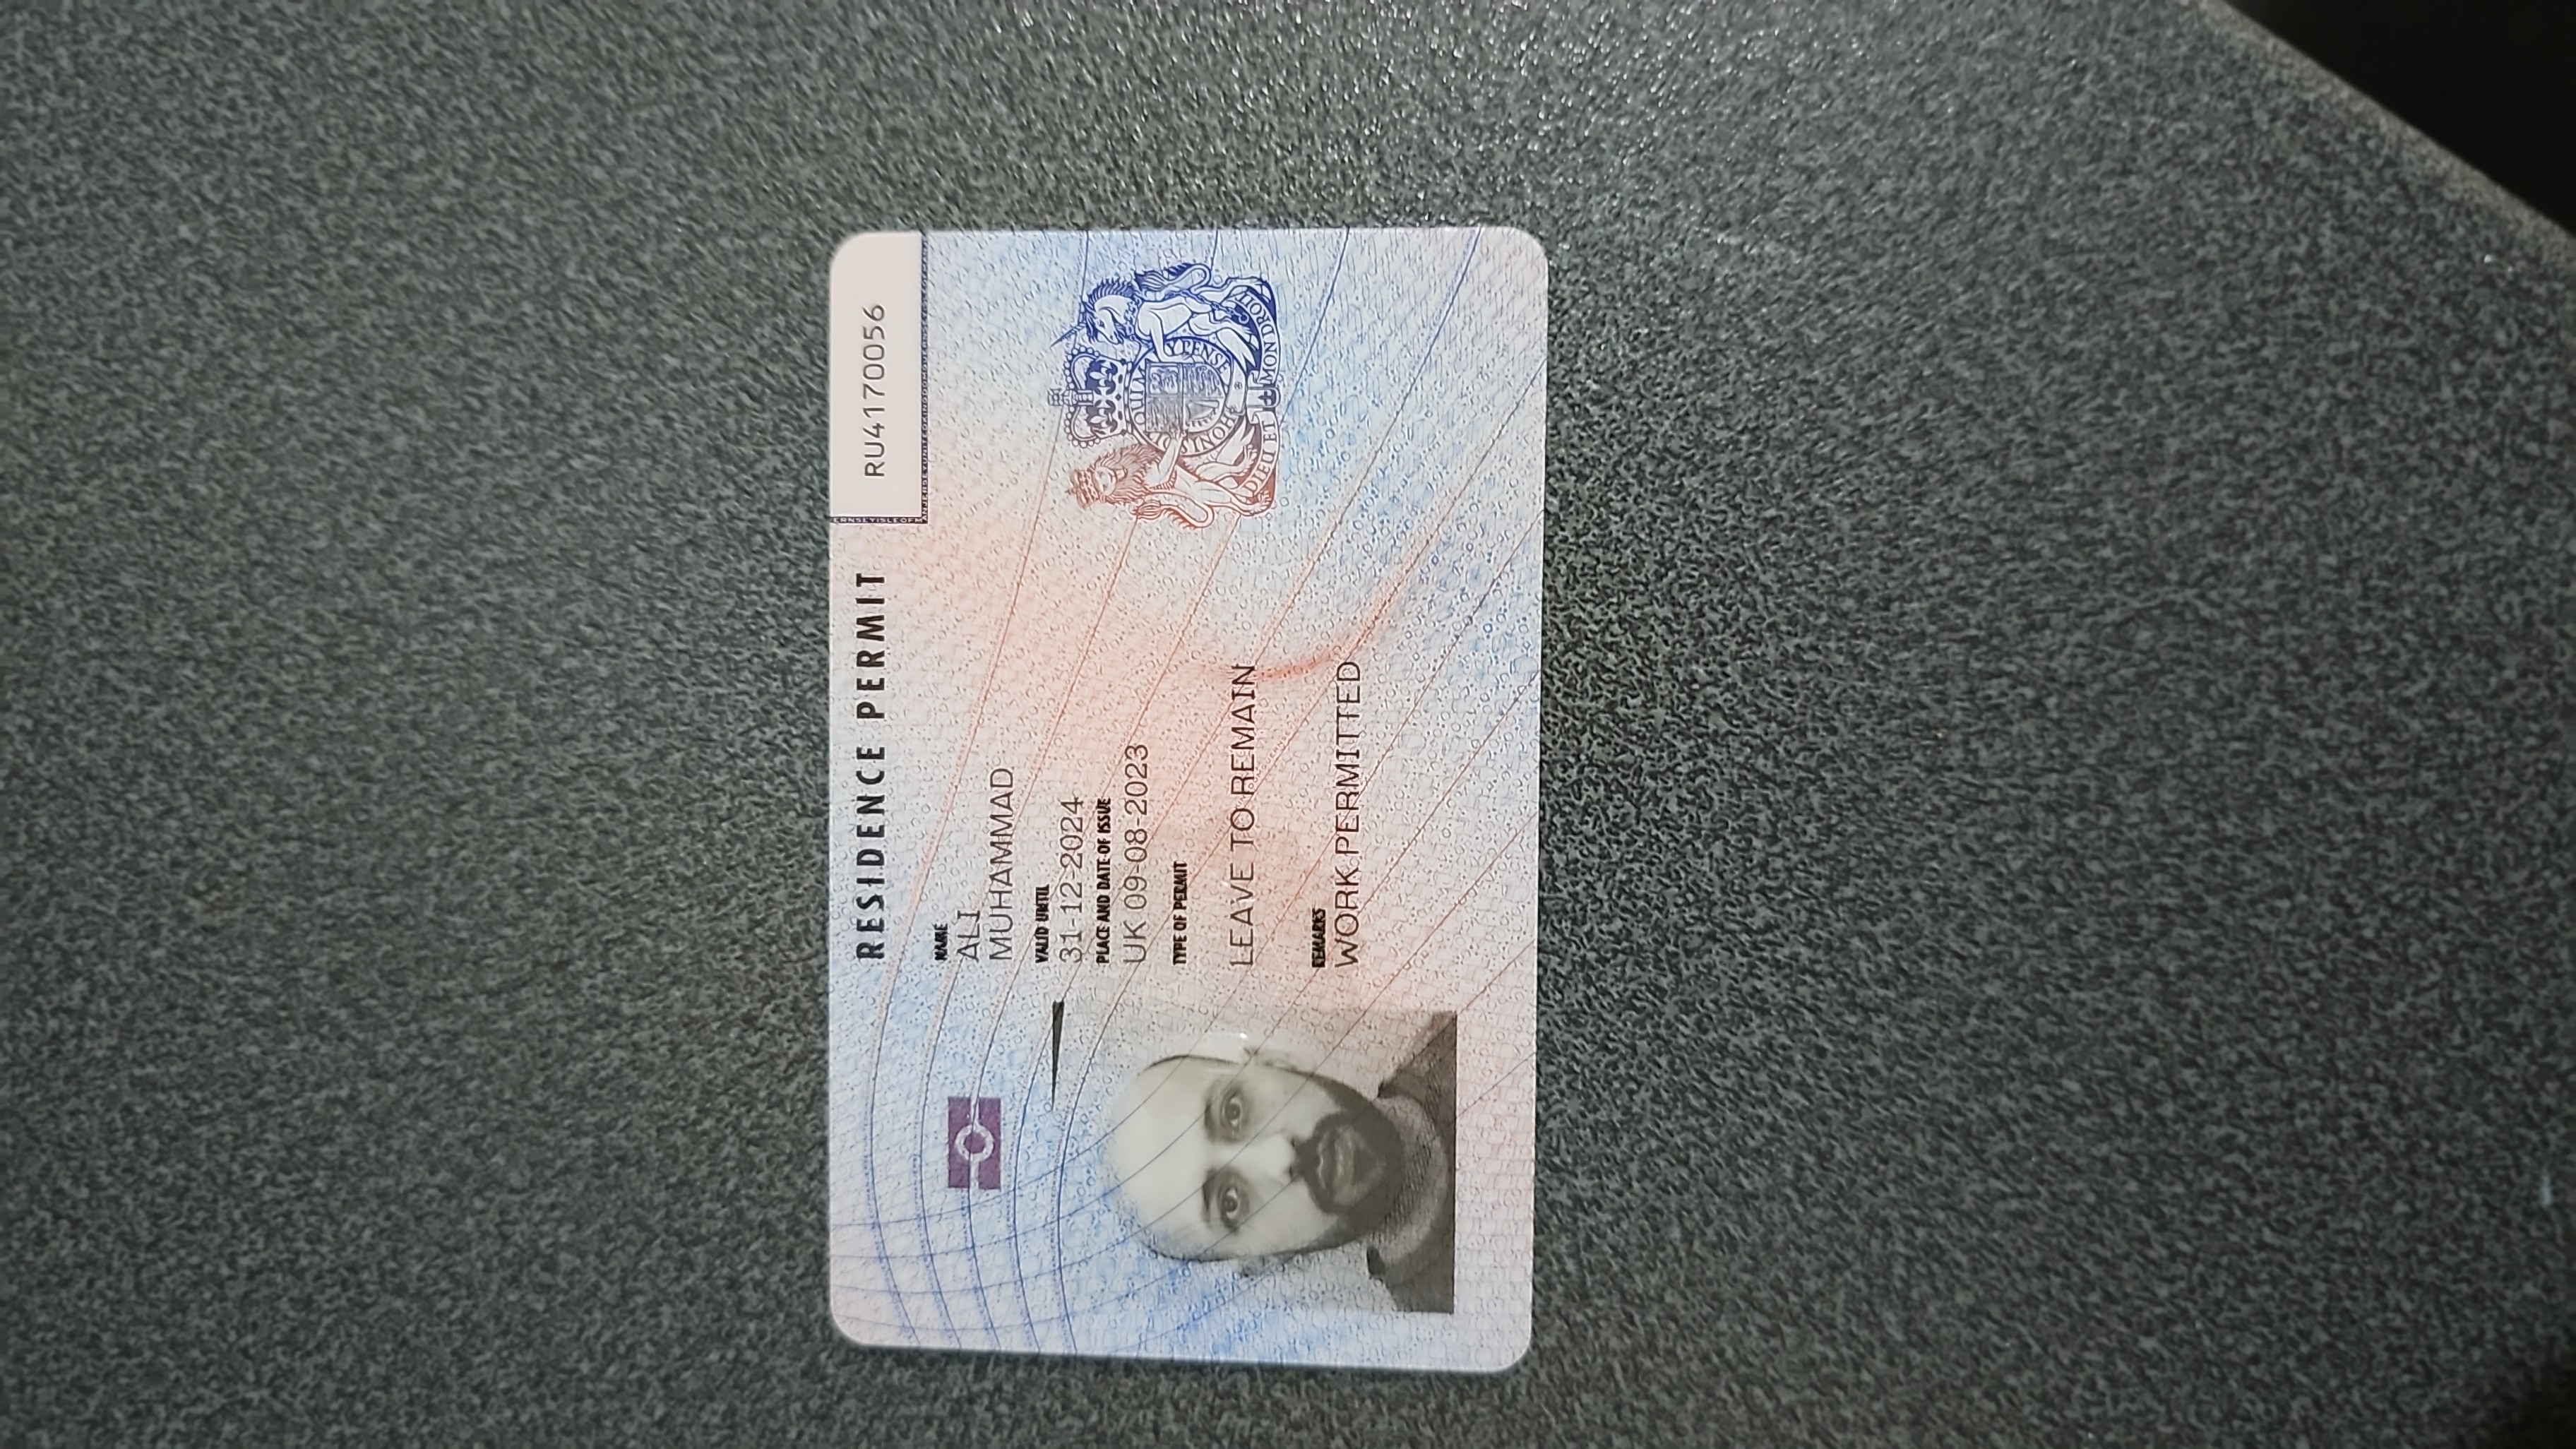 RESIDENCE PERMIT
RU4170056
NAME
ALI
MUHAMMAD
VALID UNTIL
31-12-2024
PLACE AND DATE OF ISSUE
UK 09-08-2023
TYPE OF PERMIT
LEAVE TO REMAIN
REMARKS
WORK PERMITTED
DIEU ET MON DROIT